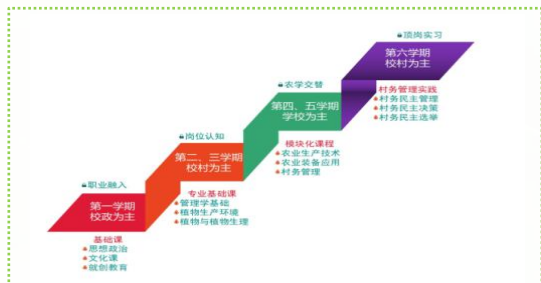 顶岗实习
第六学期
校村为主
村务管理实践
村务民主管理
村务民主决策
村务民主选举
农学交替
第四、五学期
学校为主
模块化课程
农业生产技术
农业装备应用
村务管理
岗位认知
第二、三学期
校村为主
专业基础课
管理学基础
植物生产环境
植物与植物生理
职业融入
第一学期
校政为主
基础课
思想政治
文化课
就创教育